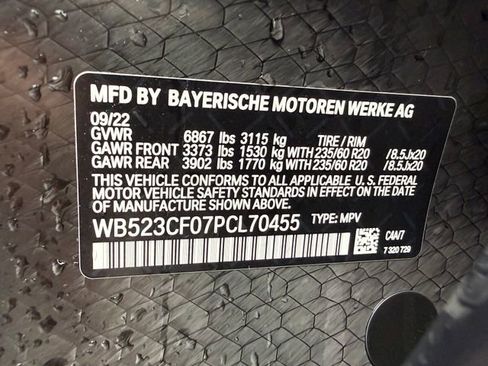 MFD BY BAYERISCHE MOTOREN WERKE AG
09/22
GVWR 6867 lbs 3115 kg TIRE / RIM
GAWR FRONT 3373 lbs 1530 kg WITH 235/60 R20 /8.5Jx20
GAWR REAR 3902 lbs 1770 kg WITH 235/60 R20 /8.5Jx20
THIS VEHICLE CONFORMS TO ALL APPLICABLE U.S. FEDERAL
MOTOR VEHICLE SAFETY STANDARDS IN EFFECT ON THE DATE
OF MANUFACTURE SHOWN ABOVE.
WB523CF07PCL70455 TYPE: MPV
C4A/7
7 320 729